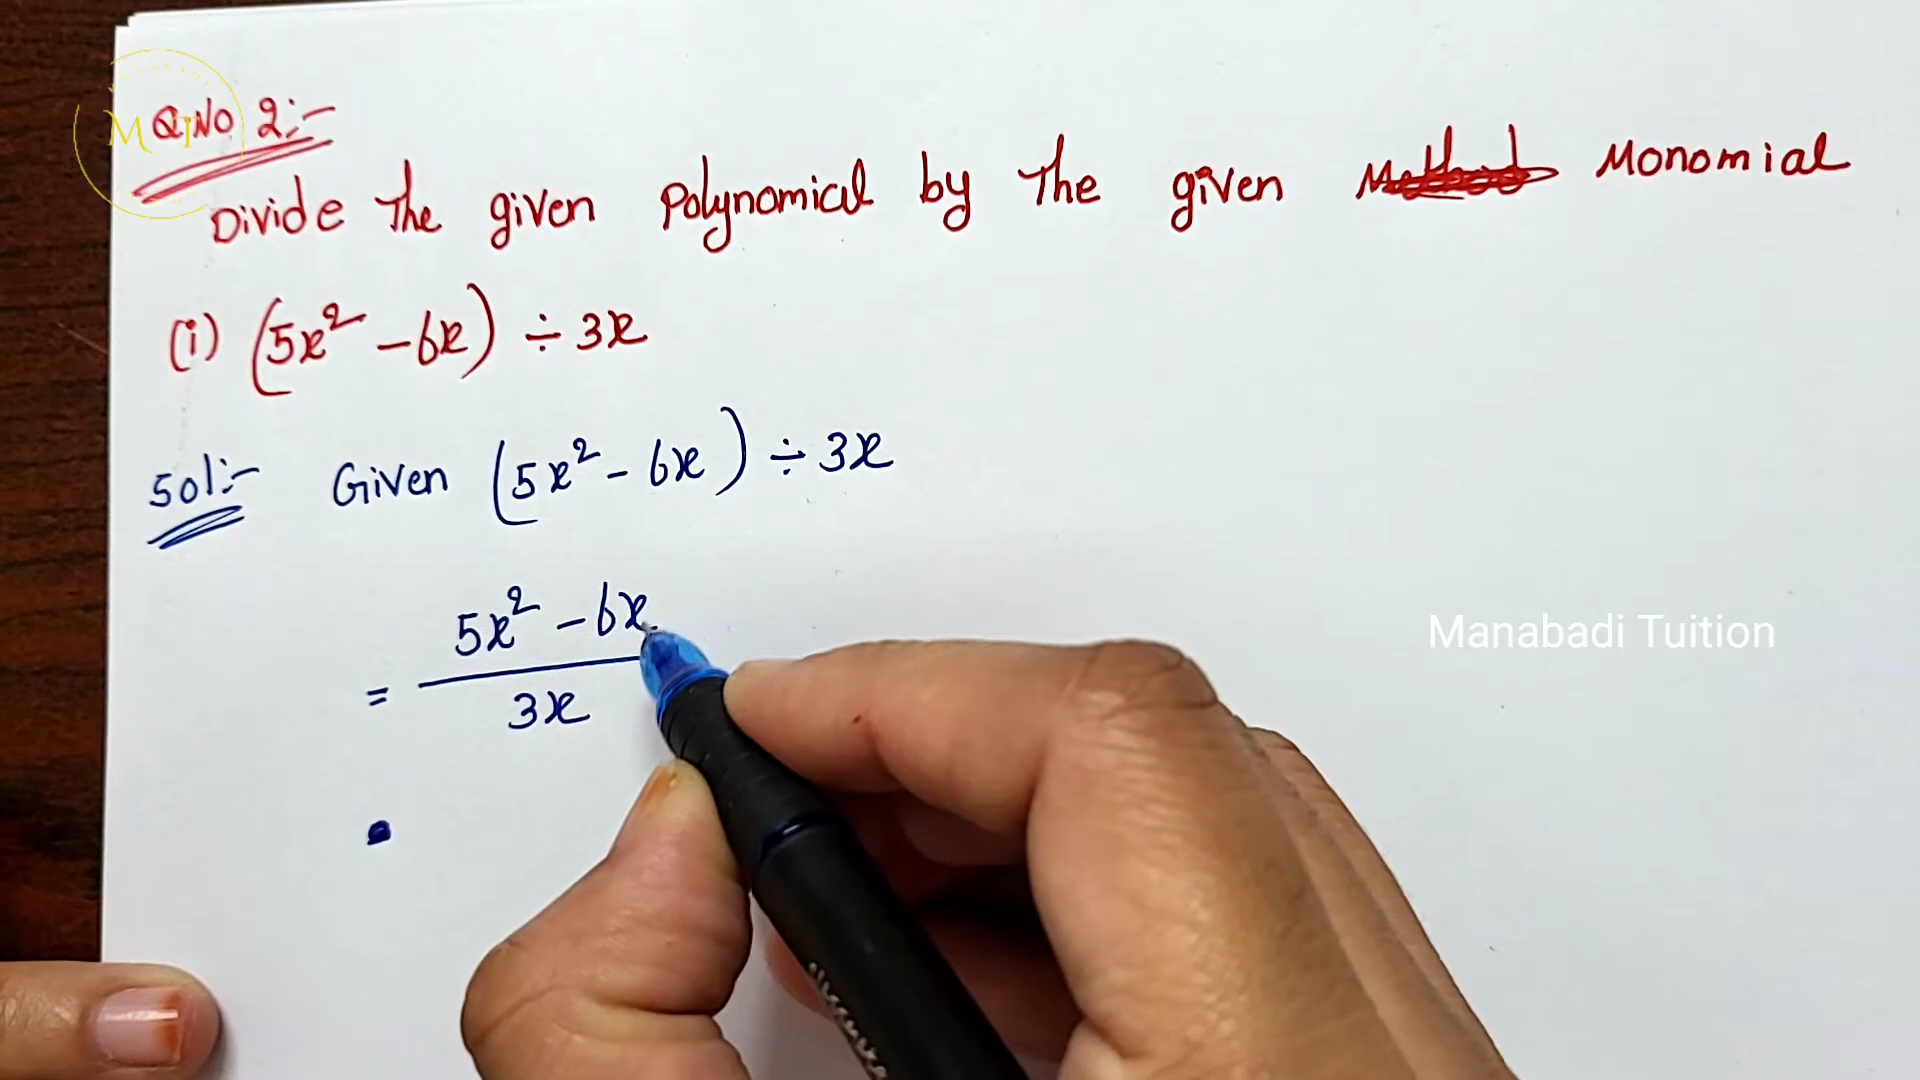 Q.NO 2:-
Divide The given Polynomial by The given Method Monomial
(i) (5x² - 6x) ÷ 3x
Sol:- Given (5x² - 6x) ÷ 3x
5x² - 6x
=
3x
Manabadi Tuition
MT